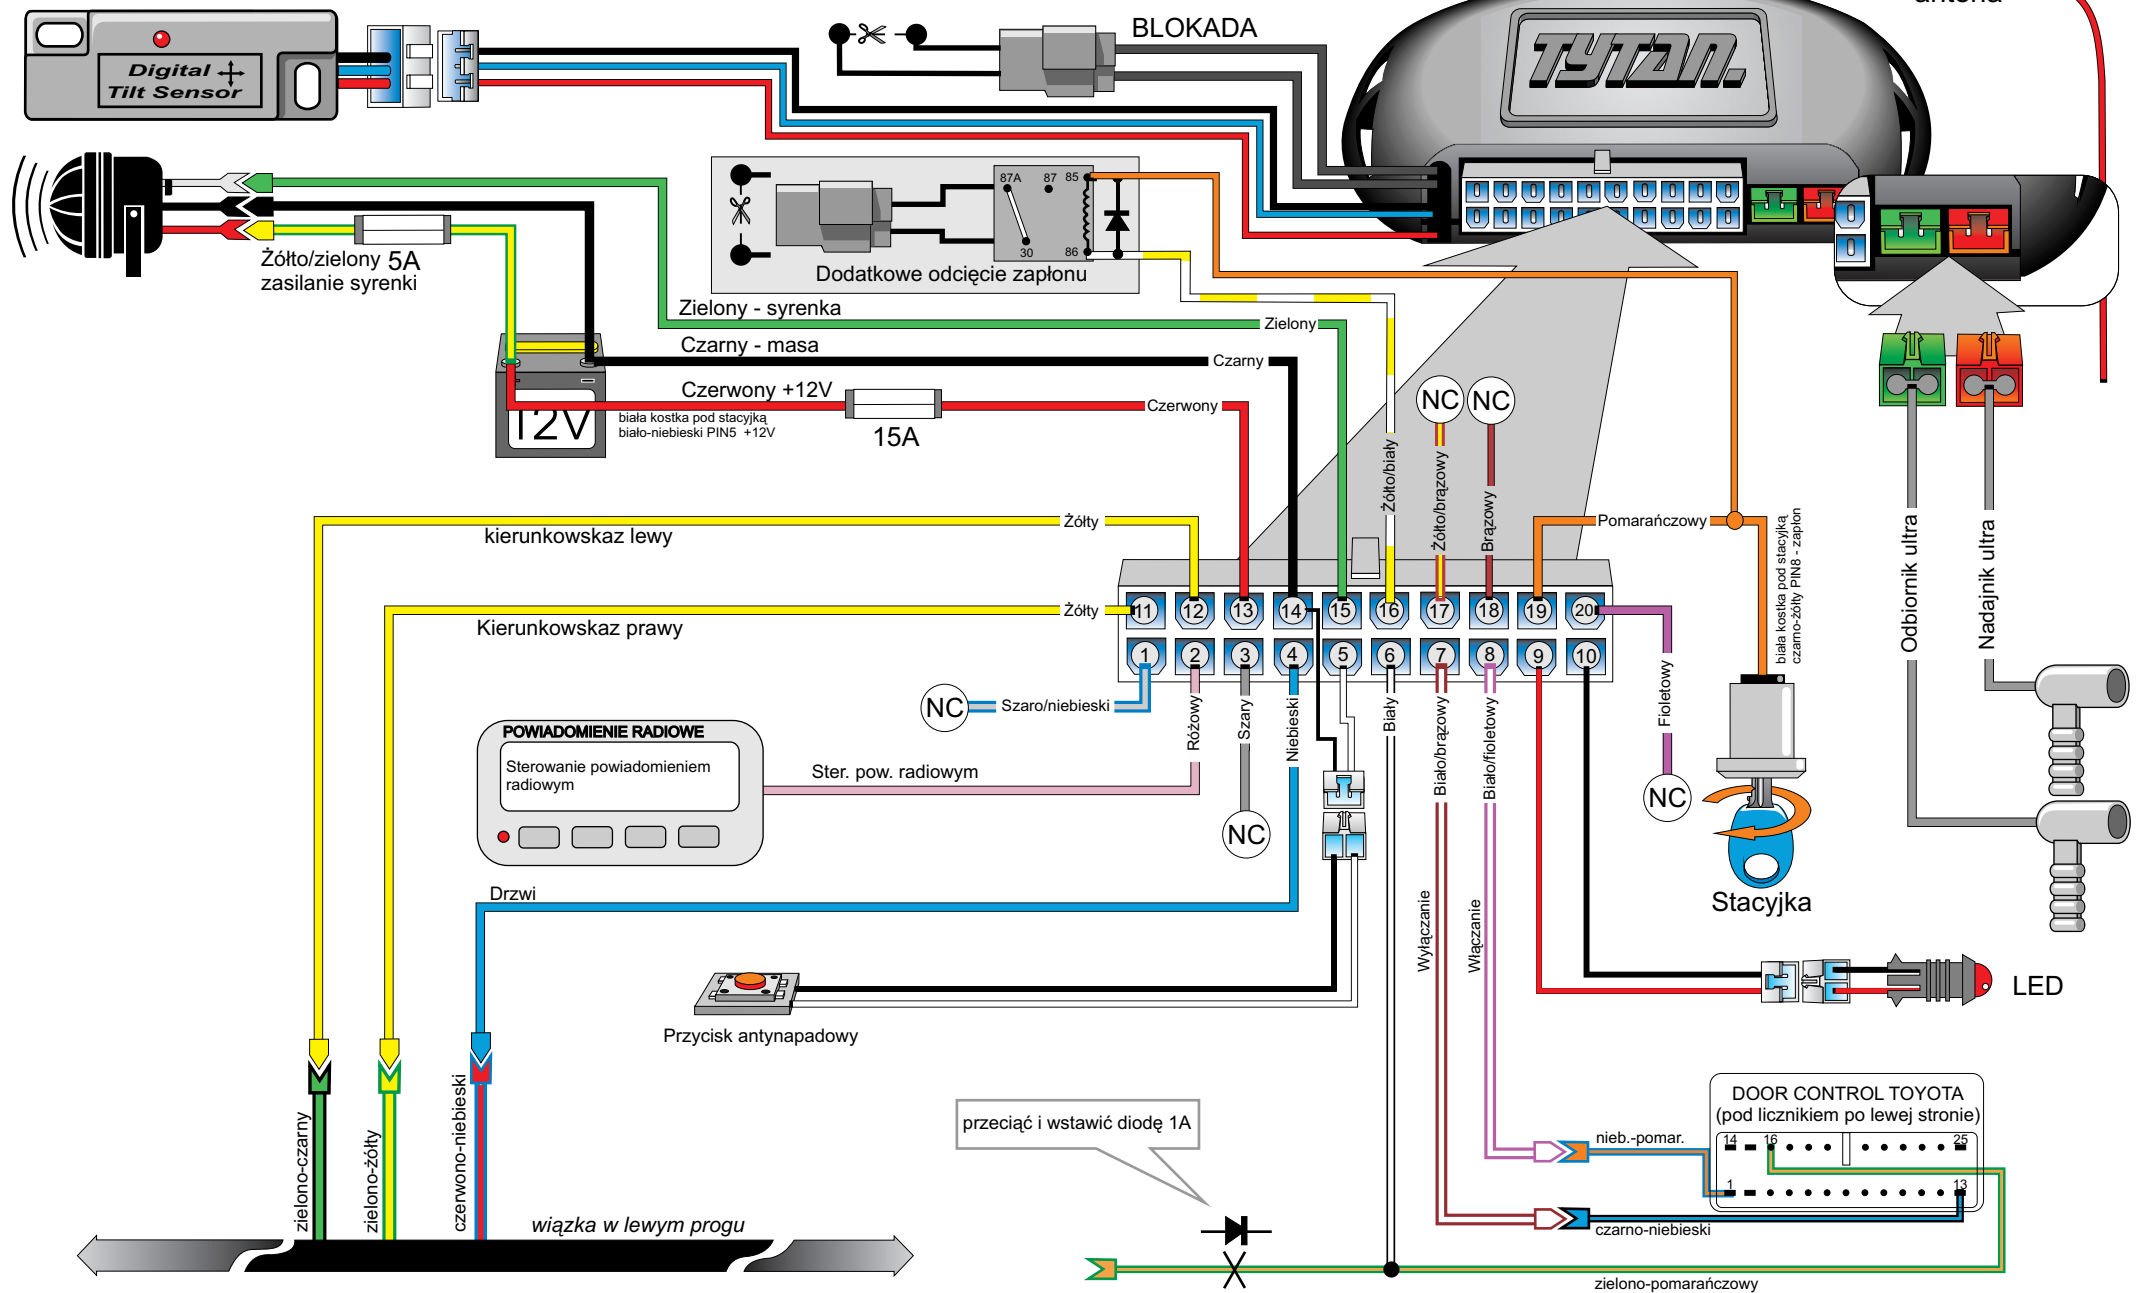 antena
BLOKADA
TYTAN.
Digital
Tilt Sensor
87A
87
85
30
86
Dodatkowe odcięcie zapłonu
Żółto/zielony 5A
zasilanie syrenki
Zielony - syrenka
Zielony
Czarny - masa
Czarny
Czerwony +12V
Czerwony
biała kostka pod stacyjką
biało-niebieski PIN5 +12V
12V
15A
NC
NC
Żółto/biały
Żółto/brązowy
Brązowy
Pomarańczowy
biała kostka pod stacyjką
czarno-żółty PIN8 - zapłon
Odbiornik ultra
Nadajnik ultra
Żółty
kierunkowskaz lewy
Żółty
Kierunkowskaz prawy
11 12 13 14 15 16 17 18 19 20
1 2 3 4 5 6 7 8 9 10
NC
Szaro/niebieski
Różowy
Szary
Niebieski
Biały
Biało/brązowy
Biało/fioletowy
Fioletowy
NC
NC
POWIADOMIENIE RADIOWE
Sterowanie powiadomieniem
radiowym
Ster. pow. radiowym
Drzwi
Stacyjka
Wyłączanie
Włączanie
LED
Przycisk antynapadowy
zielono-czarny
zielono-żółty
czerwono-niebieski
wiązka w lewym progu
przeciąć i wstawić diodę 1A
DOOR CONTROL TOYOTA
(pod licznikiem po lewej stronie)
14 16 25
1 13
nieb.-pomar.
czarno-niebieski
zielono-pomarańczowy